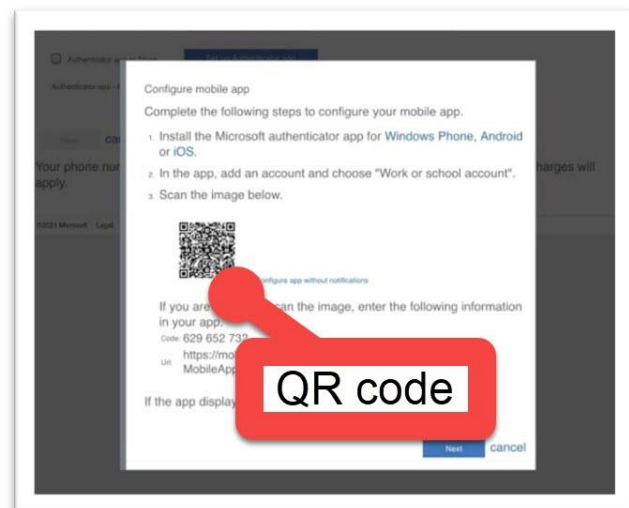 Authenticator app
Configure mobile app
Complete the following steps to configure your mobile app.
1. Install the Microsoft authenticator app for Windows Phone, Android
or iOS.
2. In the app, add an account and choose "Work or school account".
3. Scan the image below.
Your phone
charges will
apply.
©2021 Microsoft Legal
configure app without notifications
If you are scan the image, enter the following information
in your app.
Code: 629 652 732
Url: https://mo
MobileApp
If the app display
QR code
Next cancel